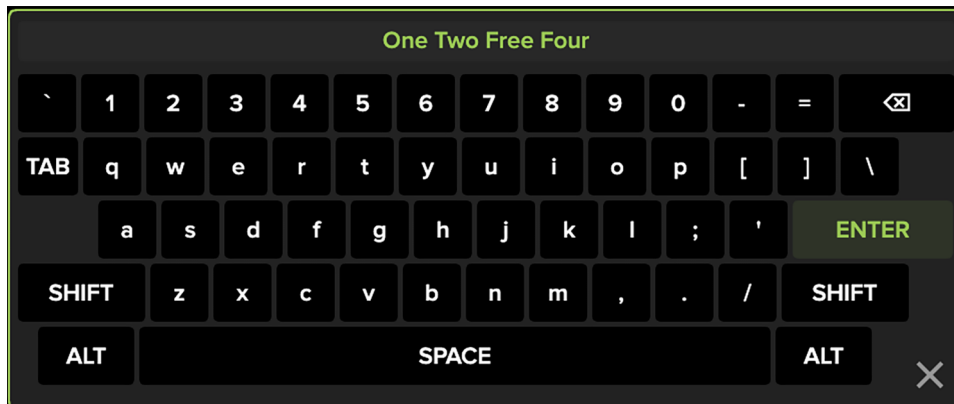 One Two Free Four
` 1 2 3 4 5 6 7 8 9 0 - =
TAB q w e r t y u i o p [ ] \
a s d f g h j k l ; ' ENTER
SHIFT z x c v b n m , . / SHIFT
ALT SPACE ALT